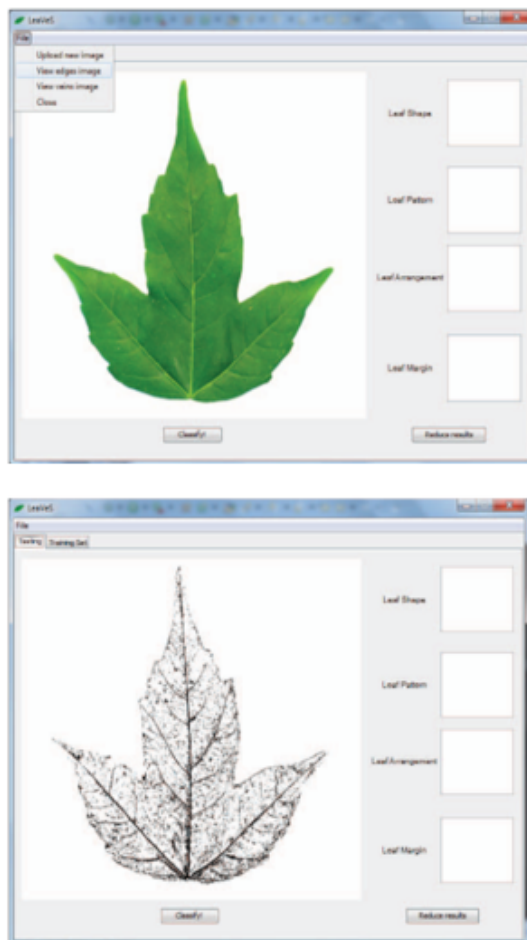 LeaVeS
File
Upload new image
View edges image
View veins image
Close
Leaf Shape
Leaf Pattern
Leaf Arrangement
Leaf Margin
Classify!
Reduce results
LeaVeS
File
Testing Training Set
Leaf Shape
Leaf Pattern
Leaf Arrangement
Leaf Margin
Classify!
Reduce results